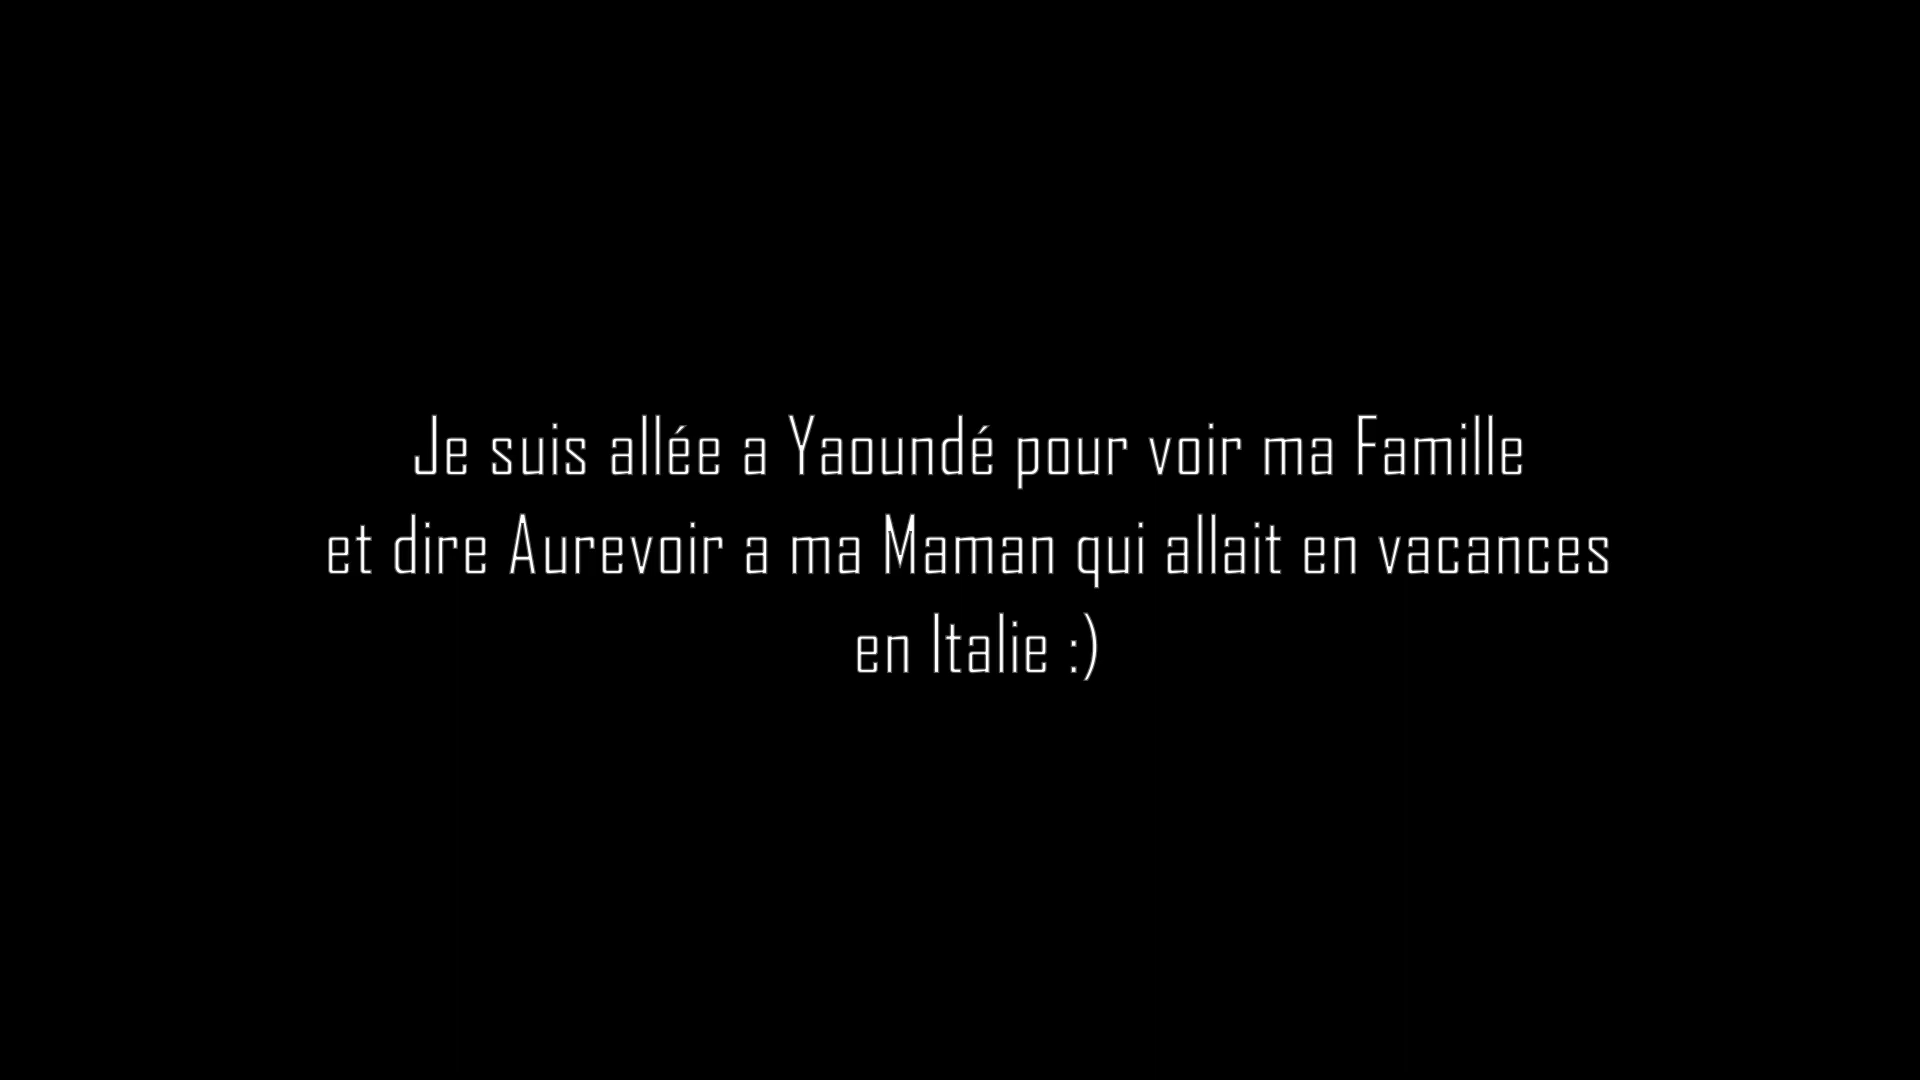 Je suis allée a Yaoundé pour voir ma Famille
et dire Aurevoir a ma Maman qui allait en vacances
en Italie :)